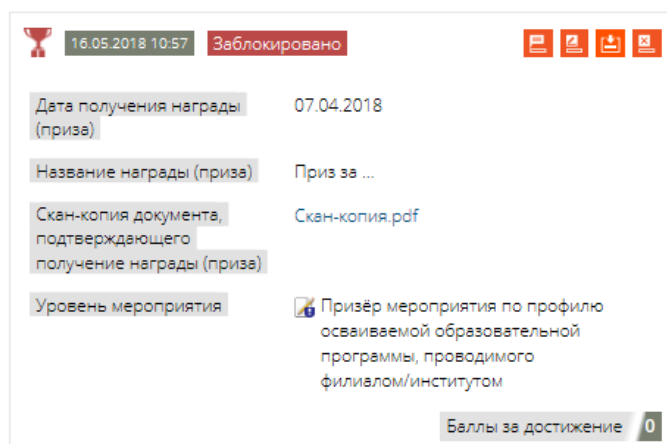 16.05.2018 10:57 Заблокировано
Дата получения награды 07.04.2018
(приза)
Название награды (приза) Приз за ...
Скан-копия документа, Скан-копия.pdf
подтверждающего
получение награды (приза)
Уровень мероприятия Призёр мероприятия по профилю
осваиваемой образовательной
программы, проводимого
филиалом/институтом
Баллы за достижение 0